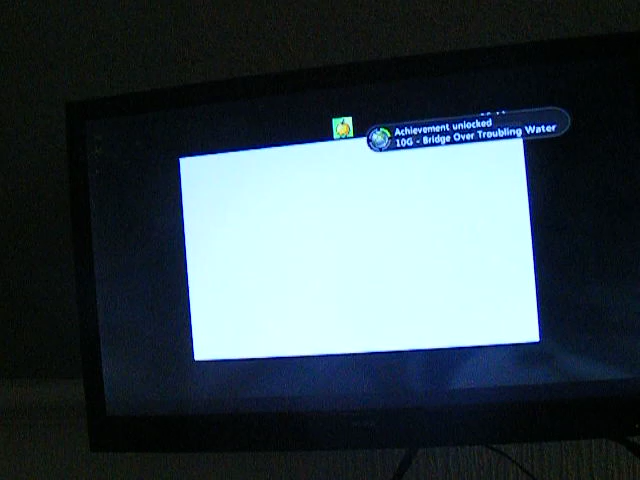 Achievement unlocked
10G - Bridge Over Troubling Water